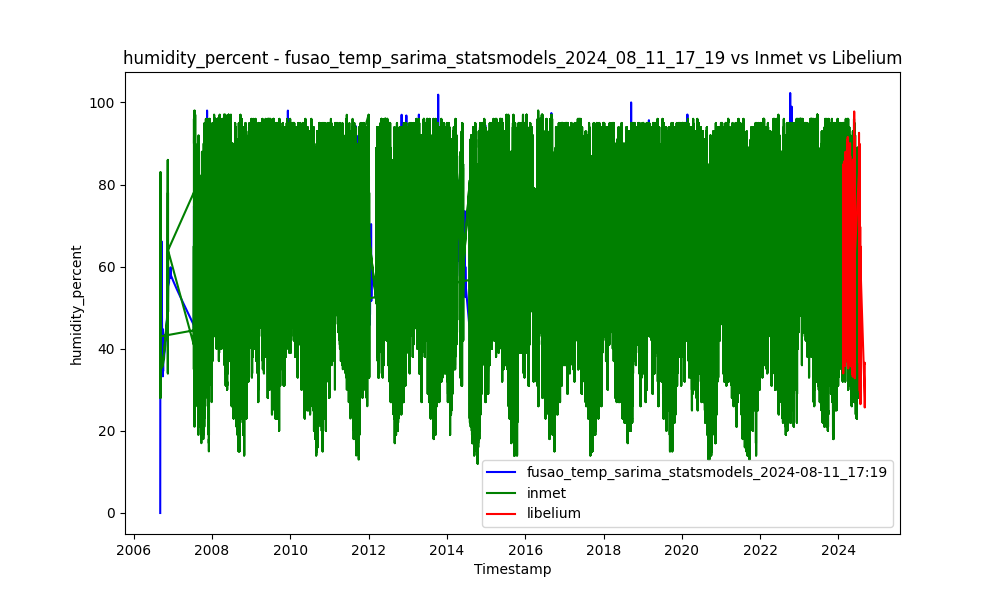 humidity_percent - fusao_temp_sarima_statsmodels_2024_08_11_17_19 vs Inmet vs Libelium
100
80
60
40
20
0
humidity_percent
fusao_temp_sarima_statsmodels_2024-08-11_17:19
inmet
libelium
2006 2008 2010 2012 2014 2016 2018 2020 2022 2024
Timestamp